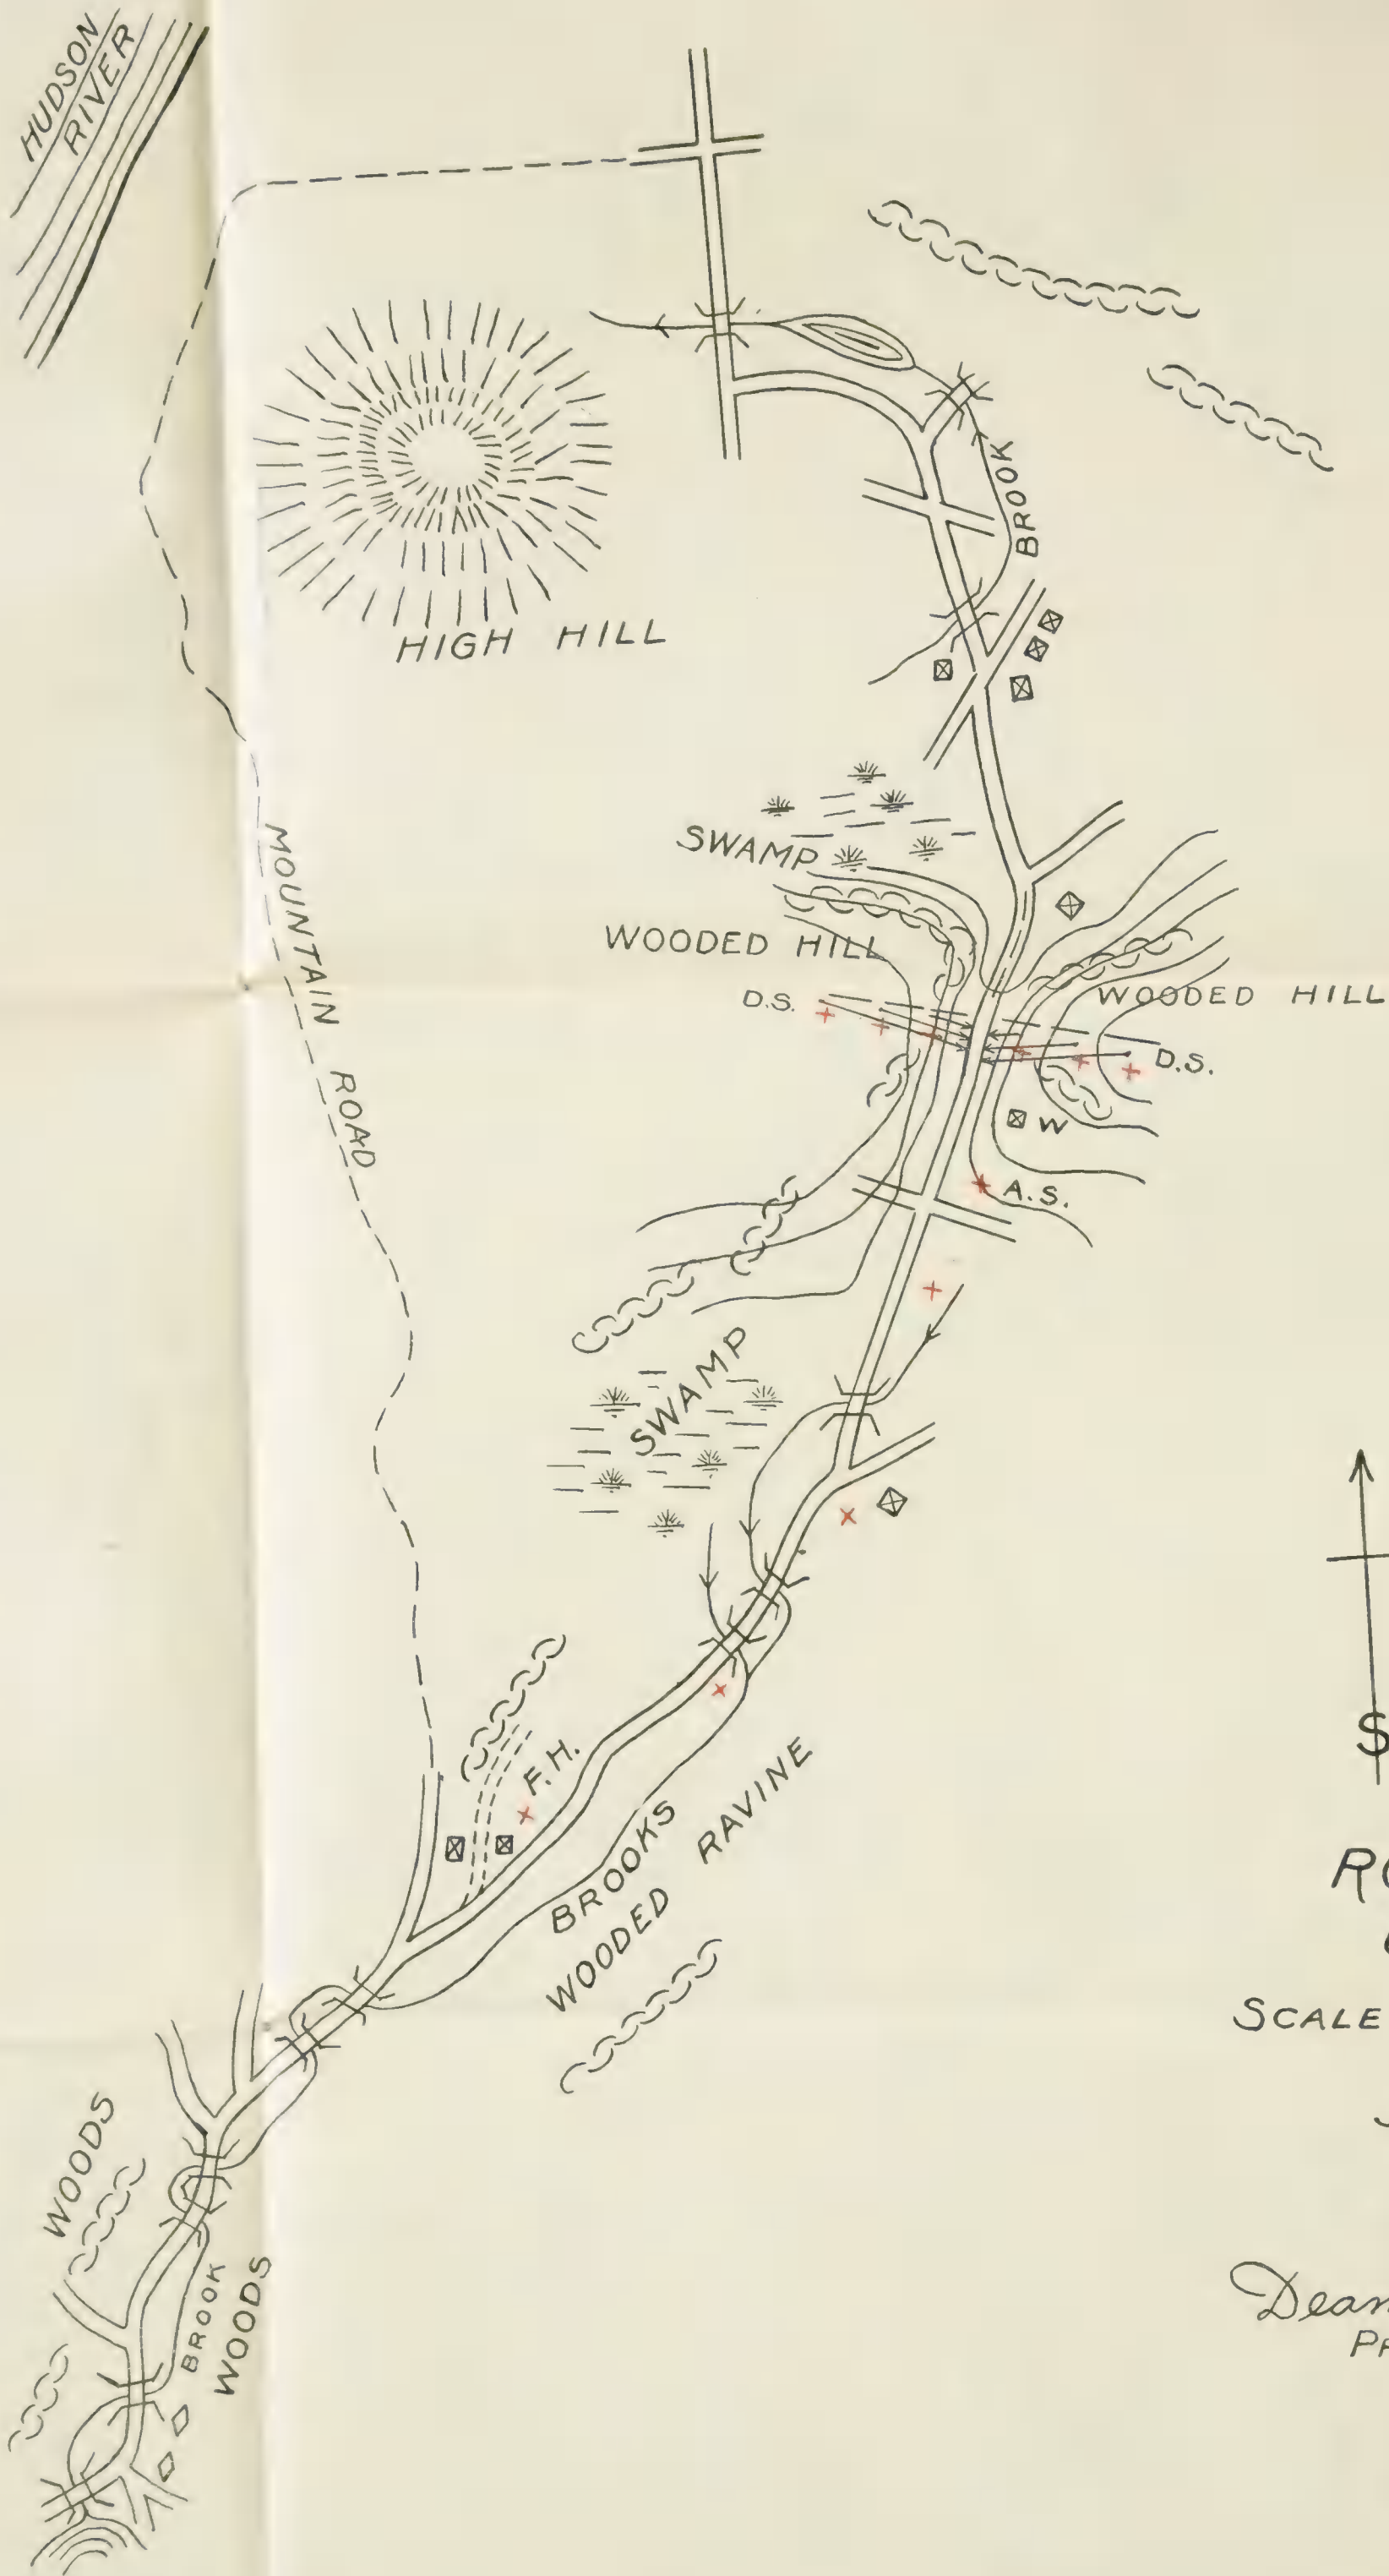 HUDSON
RIVER
BROOK
HIGH HILL
SWAMP
WOODED HILL
WOODED HILL
D.S.
D.S.
MOUNTAIN ROAD
W
A.S.
SWAMP
F.H.
S
BROOKS
WOODED RAVINE
SCALE
WOODS
BROOK
WOODS